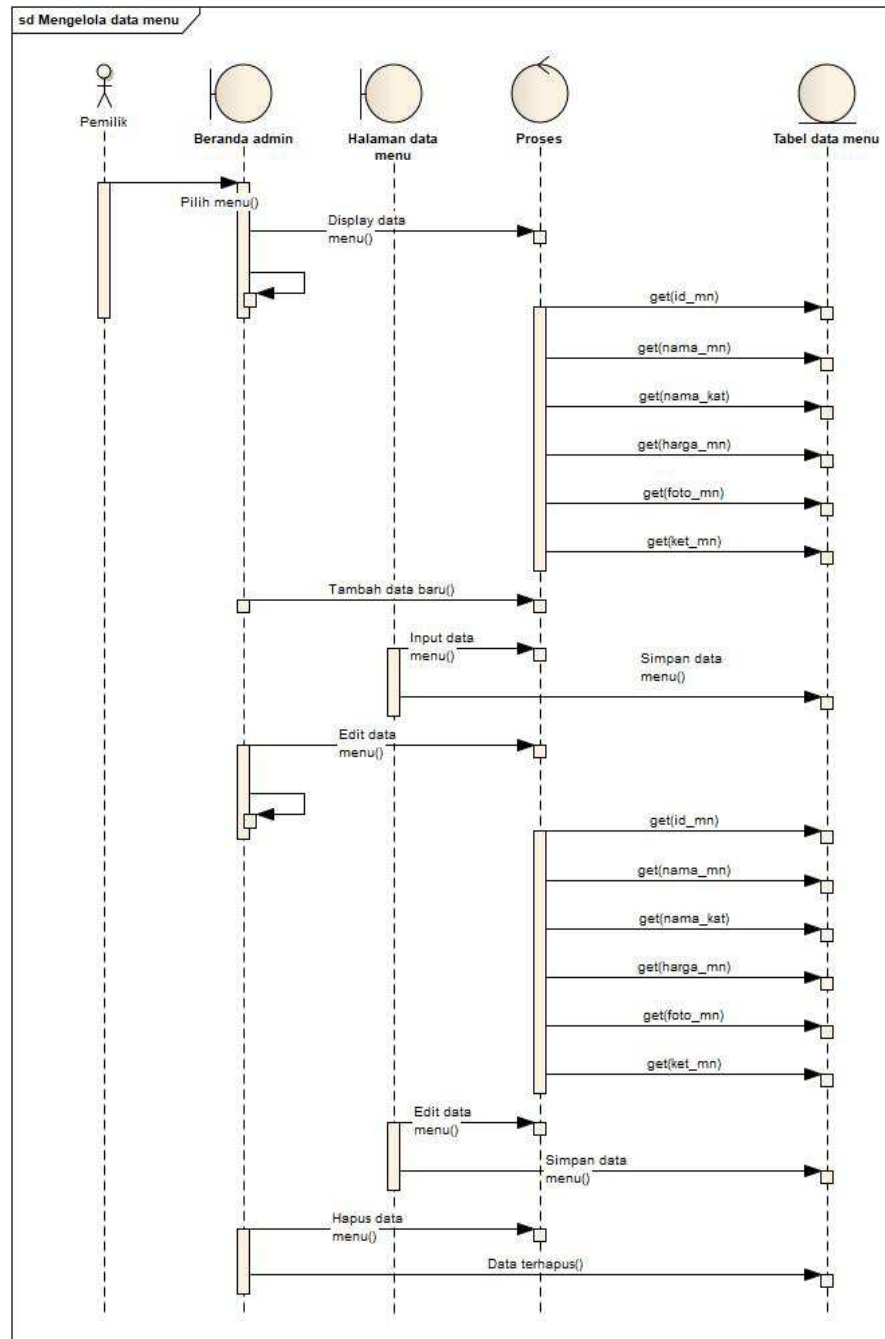 sd Mengelola data menu
Pemilik
Beranda admin
Halaman data
menu
Proses
Tabel data menu
Pilih menu()
Display data
menu()
get(id_mn)
get(nama_mn)
get(nama_kat)
get(harga_mn)
get(foto_mn)
get(ket_mn)
Tambah data baru()
Input data
menu()
Simpan data
menu()
Edit data
menu()
get(id_mn)
get(nama_mn)
get(nama_kat)
get(harga_mn)
get(foto_mn)
get(ket_mn)
Edit data
menu()
Simpan data
menu()
Hapus data
menu()
Data terhapus()